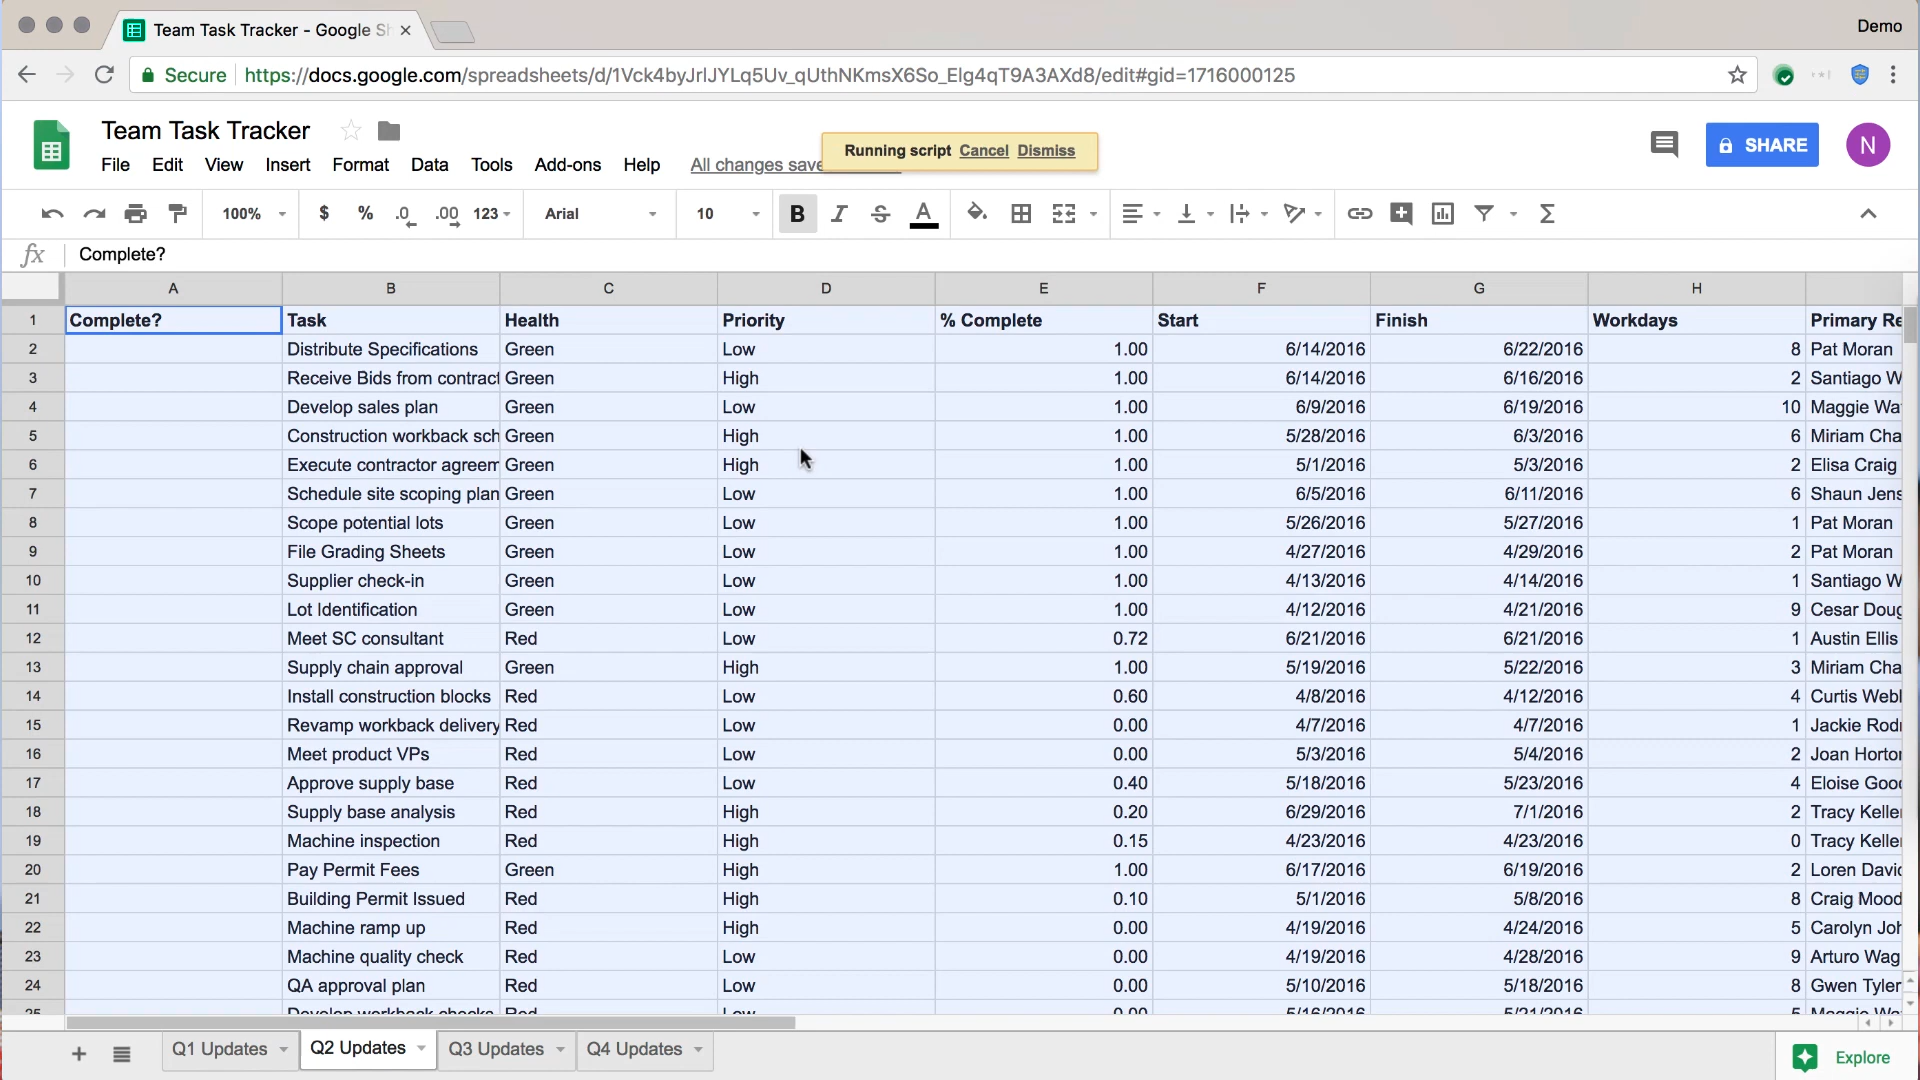 Team Task Tracker - Google Sh
Demo
Secure https://docs.google.com/spreadsheets/d/1Vck4byJrlJYLq5Uv_qUthNKmsX6So_Elg4qT9A3AXd8/edit#gid=1716000125
Team Task Tracker
Running script Cancel Dismiss
SHARE N
File Edit View Insert Format Data Tools Add-ons Help All changes save
100% $ % .0 .00 123 Arial 10 B I S A Σ
fx Complete?
A B C D E F G H
1 Complete? Task Health Priority % Complete Start Finish Workdays Primary Re
2 Distribute Specifications Green Low 1.00 6/14/2016 6/22/2016 8 Pat Moran
3 Receive Bids from contract Green High 1.00 6/14/2016 6/16/2016 2 Santiago W
4 Develop sales plan Green Low 1.00 6/9/2016 6/19/2016 10 Maggie Wa
5 Construction workback sch Green High 1.00 5/28/2016 6/3/2016 6 Miriam Cha
6 Execute contractor agreem Green High 1.00 5/1/2016 5/3/2016 2 Elisa Craig
7 Schedule site scoping plan Green Low 1.00 6/5/2016 6/11/2016 6 Shaun Jens
8 Scope potential lots Green Low 1.00 5/26/2016 5/27/2016 1 Pat Moran
9 File Grading Sheets Green Low 1.00 4/27/2016 4/29/2016 2 Pat Moran
10 Supplier check-in Green Low 1.00 4/13/2016 4/14/2016 1 Santiago W
11 Lot Identification Green Low 1.00 4/12/2016 4/21/2016 9 Cesar Doug
12 Meet SC consultant Red Low 0.72 6/21/2016 6/21/2016 1 Austin Ellis
13 Supply chain approval Green High 1.00 5/19/2016 5/22/2016 3 Miriam Cha
14 Install construction blocks Red Low 0.60 4/8/2016 4/12/2016 4 Curtis Webl
15 Revamp workback delivery Red Low 0.00 4/7/2016 4/7/2016 1 Jackie Rodr
16 Meet product VPs Red Low 0.00 5/3/2016 5/4/2016 2 Joan Horto
17 Approve supply base Red Low 0.40 5/18/2016 5/23/2016 4 Eloise Good
18 Supply base analysis Red High 0.20 6/29/2016 7/1/2016 2 Tracy Keller
19 Machine inspection Red High 0.15 4/23/2016 4/23/2016 0 Tracy Keller
20 Pay Permit Fees Green High 1.00 6/17/2016 6/19/2016 2 Loren Davi
21 Building Permit Issued Red High 0.10 5/1/2016 5/8/2016 8 Craig Mood
22 Machine ramp up Red High 0.00 4/19/2016 4/24/2016 5 Carolyn Joh
23 Machine quality check Red Low 0.00 4/19/2016 4/28/2016 9 Arturo Wag
24 QA approval plan Red Low 0.00 5/10/2016 5/18/2016 8 Gwen Tyler
25 Develop workback checks Red Low 0.00 5/16/2016 5/21/2016 5 Maggie Wa
Q1 Updates Q2 Updates Q3 Updates Q4 Updates Explore